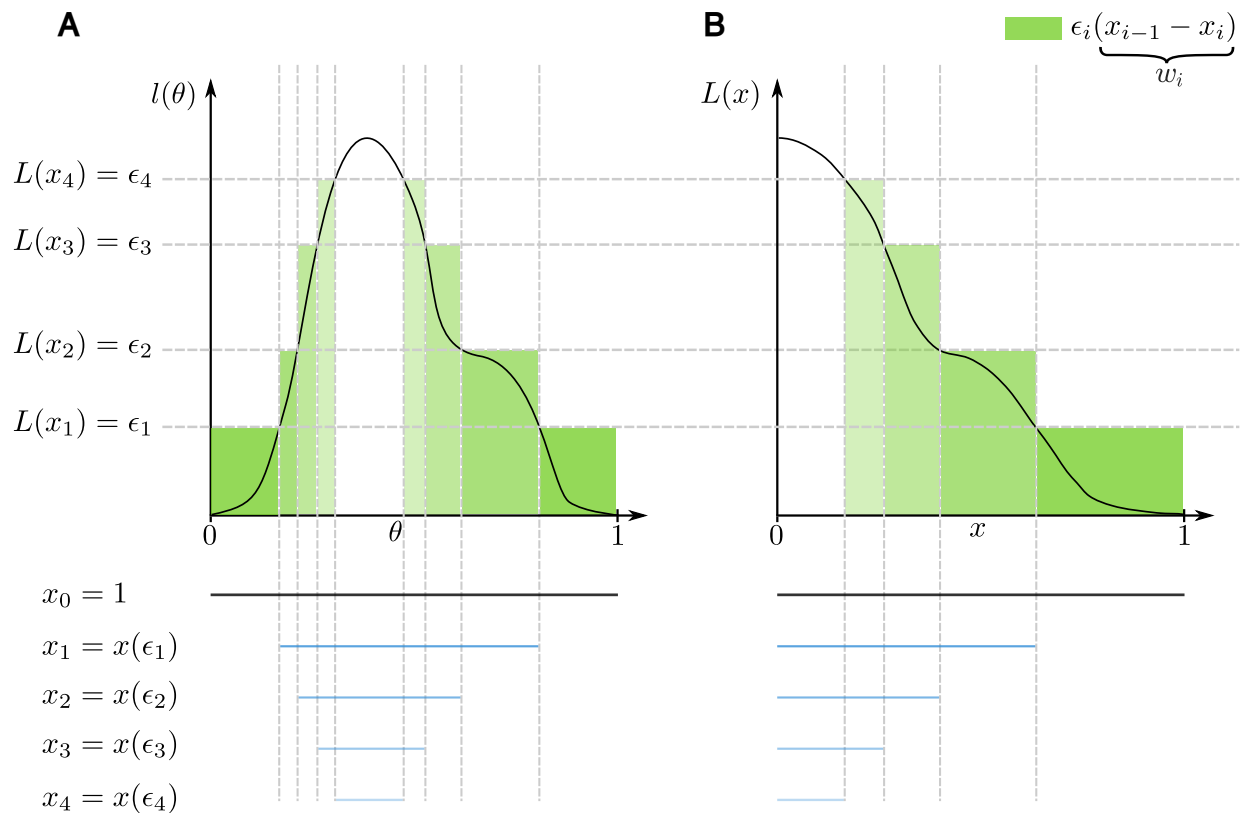 A
B
ϵᵢ(xᵢ₋₁ − xᵢ)
wᵢ
l(θ)
L(x)
L(x₄) = ϵ₄
L(x₃) = ϵ₃
L(x₂) = ϵ₂
L(x₁) = ϵ₁
0 θ 1
0 x 1
x₀ = 1
x₁ = x(ϵ₁)
x₂ = x(ϵ₂)
x₃ = x(ϵ₃)
x₄ = x(ϵ₄)